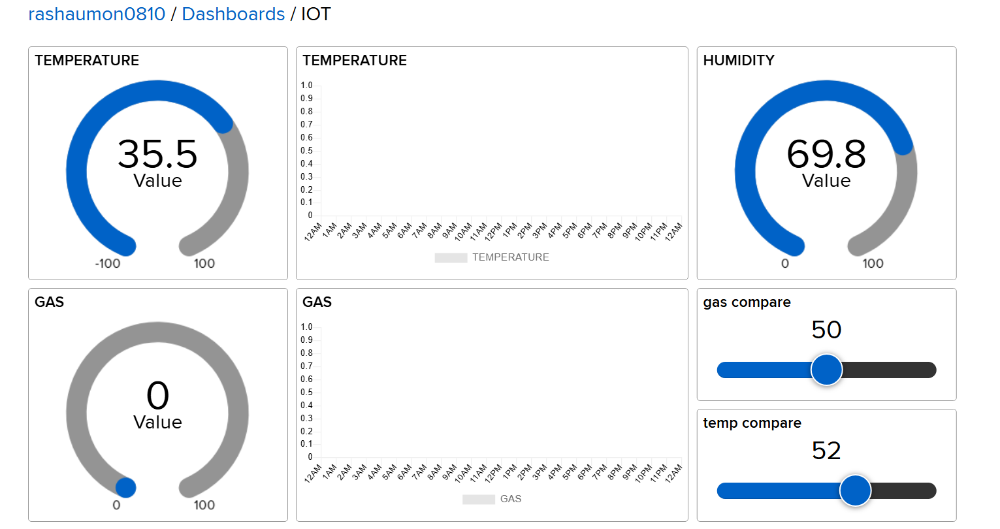 rashaumon0810 / Dashboards / IOT
TEMPERATURE
35.5
Value
-100
100
TEMPERATURE
1.0
0.9
0.8
0.7
0.6
0.5
0.4
0.3
0.2
0.1
0
12AM 1AM 2AM 3AM 4AM 5AM 6AM 7AM 8AM 9AM 10AM 11AM 12PM 1PM 2PM 3PM 4PM 5PM 6PM 7PM 8PM 9PM 10PM 11PM 12AM
TEMPERATURE
HUMIDITY
69.8
Value
0
100
GAS
0
Value
0
100
GAS
1.0
0.9
0.8
0.7
0.6
0.5
0.4
0.3
0.2
0.1
0
12AM 1AM 2AM 3AM 4AM 5AM 6AM 7AM 8AM 9AM 10AM 11AM 12PM 1PM 2PM 3PM 4PM 5PM 6PM 7PM 8PM 9PM 10PM 11PM 12AM
GAS
gas compare
50
temp compare
52